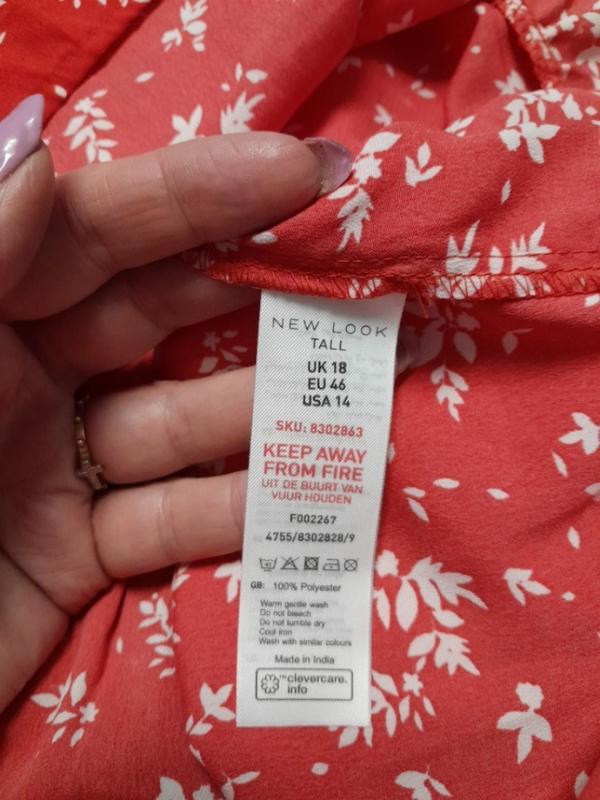 NEW LOOK
TALL
UK 18
EU 46
USA 14
SKU: 8302863
KEEP AWAY
FROM FIRE
UIT DE BUURT VAN
VUUR HOUDEN
F002267
4755/8302828/9
GB: 100% Polyester
Warm gentle wash
Do not bleach
Do not tumble dry
Cool iron
Wash with similar colours
Made in India
™clevercare.
info